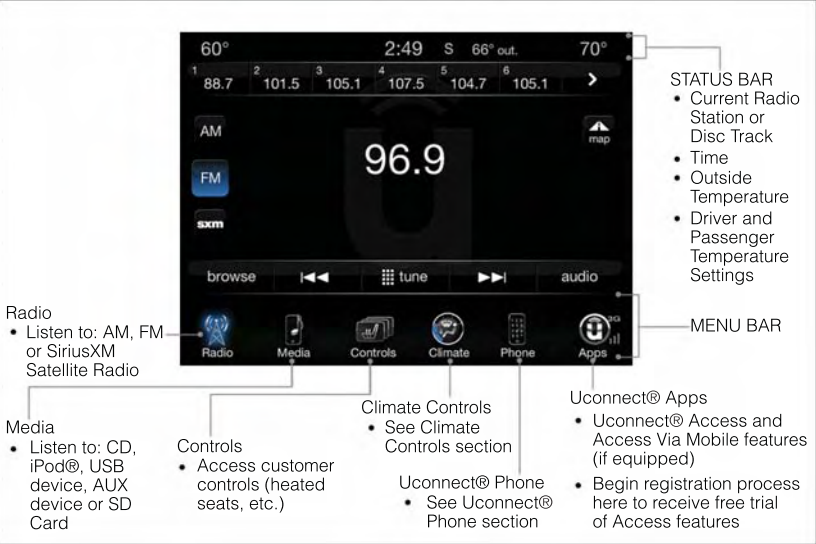 60° 2:49 S 66° out. 70°
1 88.7 2 101.5 3 105.1 4 107.5 5 104.7 6 105.1 >
AM
map
96.9
FM
sxm
browse tune audio
Radio Media Controls Climate Phone Apps
3G
STATUS BAR
• Current Radio
Station or
Disc Track
• Time
• Outside
Temperature
• Driver and
Passenger
Temperature
Settings
MENU BAR
Radio
• Listen to: AM, FM
or SiriusXM
Satellite Radio
Media
• Listen to: CD,
iPod®, USB
device, AUX
device or SD
Card
Controls
• Access customer
controls (heated
seats, etc.)
Climate Controls
• See Climate
Controls section
Uconnect® Phone
• See Uconnect®
Phone section
Uconnect® Apps
• Uconnect® Access and
Access Via Mobile features
(if equipped)
• Begin registration process
here to receive free trial
of Access features